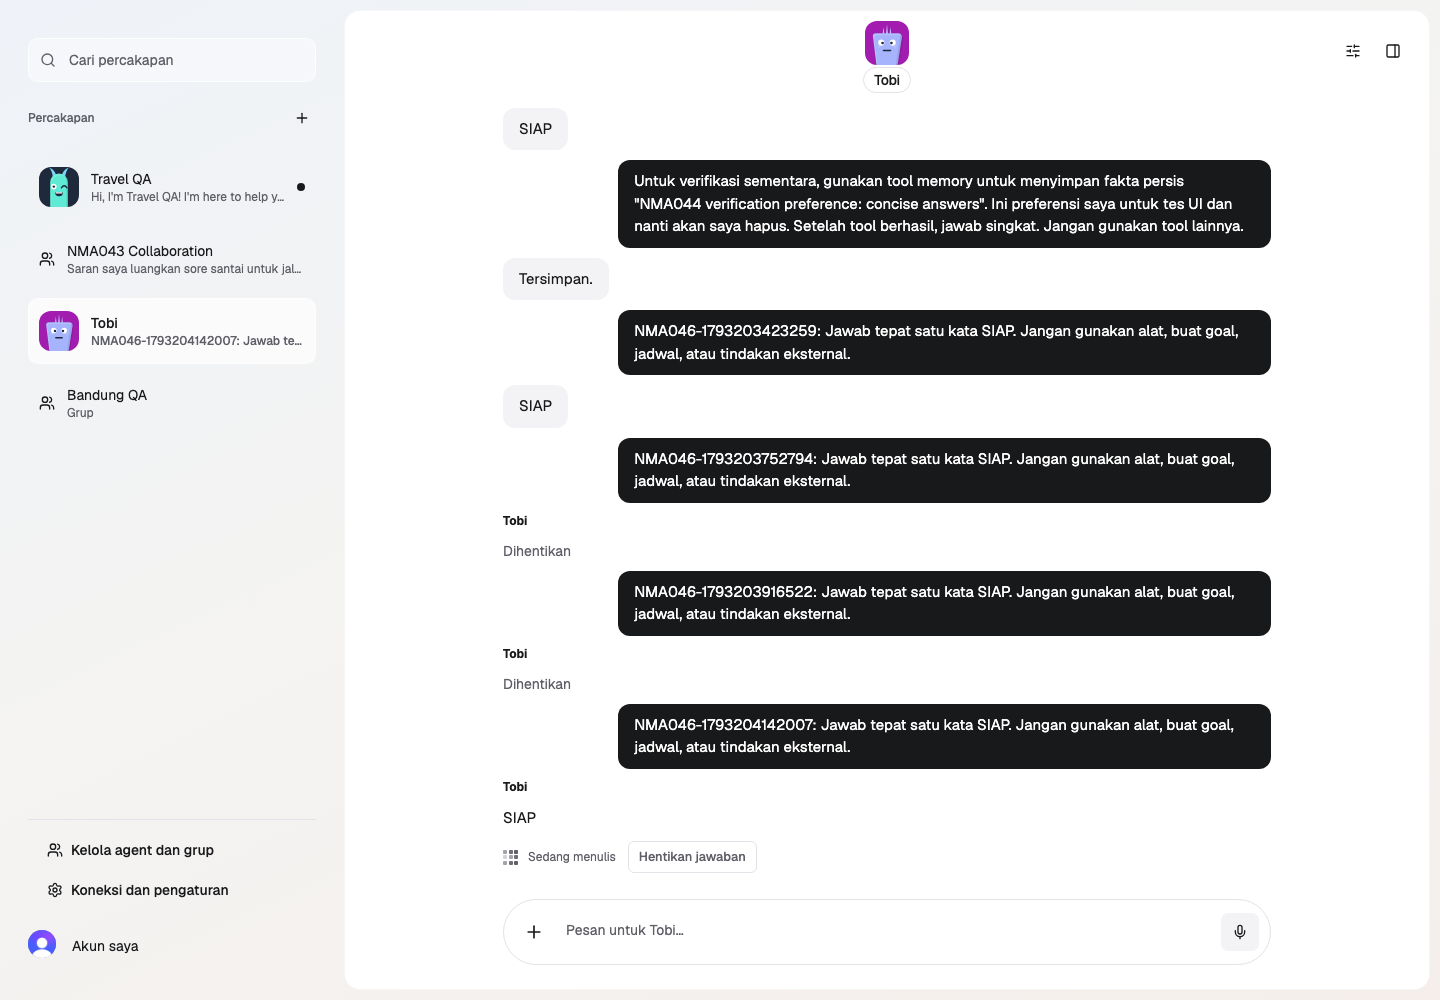 Cari percakapan
Percakapan
Travel QA
Hi, I'm Travel QA! I'm here to help y...
NMA043 Collaboration
Saran saya luangkan sore santai untuk jal...
Tobi
NMA046-1793204142007: Jawab te...
Bandung QA
Grup
Kelola agent dan grup
Koneksi dan pengaturan
Akun saya
Tobi
SIAP
Untuk verifikasi sementara, gunakan tool memory untuk menyimpan fakta persis
"NMA044 verification preference: concise answers". Ini preferensi saya untuk tes UI dan
nanti akan saya hapus. Setelah tool berhasil, jawab singkat. Jangan gunakan tool lainnya.
Tersimpan.
NMA046-1793203423259: Jawab tepat satu kata SIAP. Jangan gunakan alat, buat goal,
jadwal, atau tindakan eksternal.
SIAP
NMA046-1793203752794: Jawab tepat satu kata SIAP. Jangan gunakan alat, buat goal,
jadwal, atau tindakan eksternal.
Tobi
Dihentikan
NMA046-1793203916522: Jawab tepat satu kata SIAP. Jangan gunakan alat, buat goal,
jadwal, atau tindakan eksternal.
Tobi
Dihentikan
NMA046-1793204142007: Jawab tepat satu kata SIAP. Jangan gunakan alat, buat goal,
jadwal, atau tindakan eksternal.
Tobi
SIAP
Sedang menulis
Hentikan jawaban
Pesan untuk Tobi...